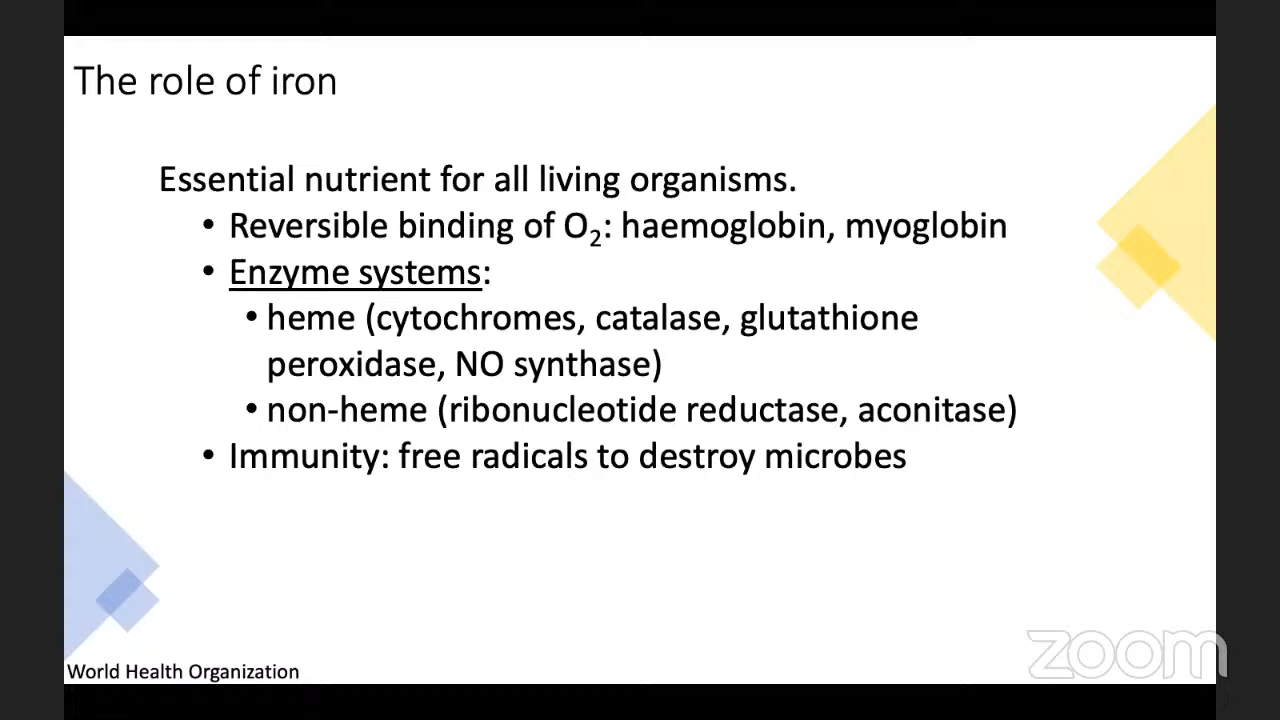 The role of iron
Essential nutrient for all living organisms.
• Reversible binding of O₂: haemoglobin, myoglobin
• Enzyme systems:
• heme (cytochromes, catalase, glutathione
peroxidase, NO synthase)
• non-heme (ribonucleotide reductase, aconitase)
• Immunity: free radicals to destroy microbes
zoom
World Health Organization